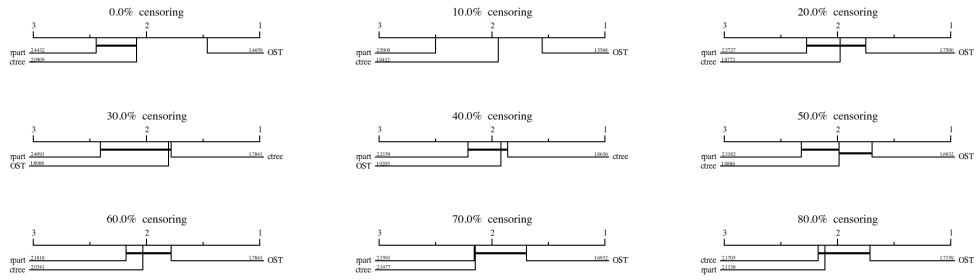 0.0% censoring
3 2 1
rpart 2.4432 1.4659 OST
ctree 2.0909
10.0% censoring
3 2 1
rpart 2.5000 1.5568 OST
ctree 1.9432
20.0% censoring
3 2 1
rpart 2.2727 1.7500 OST
ctree 1.9773
30.0% censoring
3 2 1
rpart 2.4091 1.7841 ctree
OST 1.8068
40.0% censoring
3 2 1
rpart 2.2159 1.8636 ctree
OST 1.9205
50.0% censoring
3 2 1
rpart 2.3182 1.6932 OST
ctree 1.9886
60.0% censoring
3 2 1
rpart 2.1818 1.7841 OST
ctree 2.0341
70.0% censoring
3 2 1
rpart 2.1591 1.6932 OST
ctree 2.1477
80.0% censoring
3 2 1
ctree 2.1705 1.7159 OST
rpart 2.1136